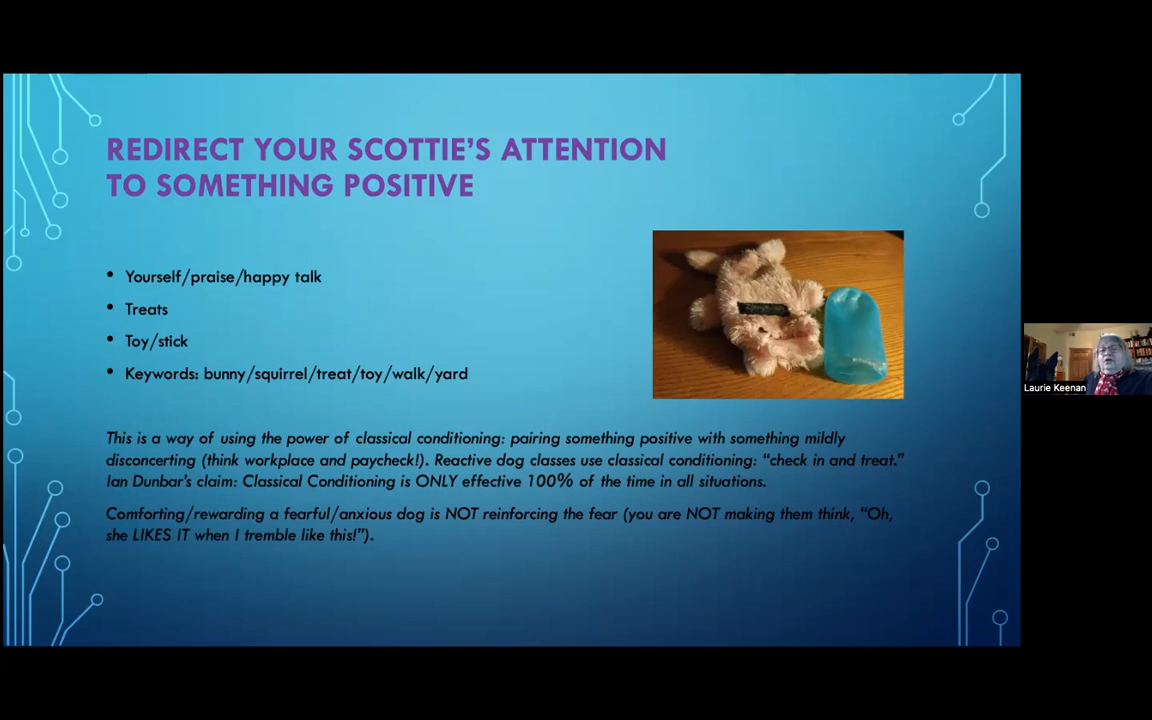 REDIRECT YOUR SCOTTIE’S ATTENTION
TO SOMETHING POSITIVE
• Yourself/praise/happy talk
• Treats
• Toy/stick
• Keywords: bunny/squirrel/treat/toy/walk/yard
Laurie Keenan
This is a way of using the power of classical conditioning: pairing something positive with something mildly
disconcerting (think workplace and paycheck!). Reactive dog classes use classical conditioning: “check in and treat.”
Ian Dunbar’s claim: Classical Conditioning is ONLY effective 100% of the time in all situations.
Comforting/rewarding a fearful/anxious dog is NOT reinforcing the fear (you are NOT making them think, “Oh,
she LIKES IT when I tremble like this!”).